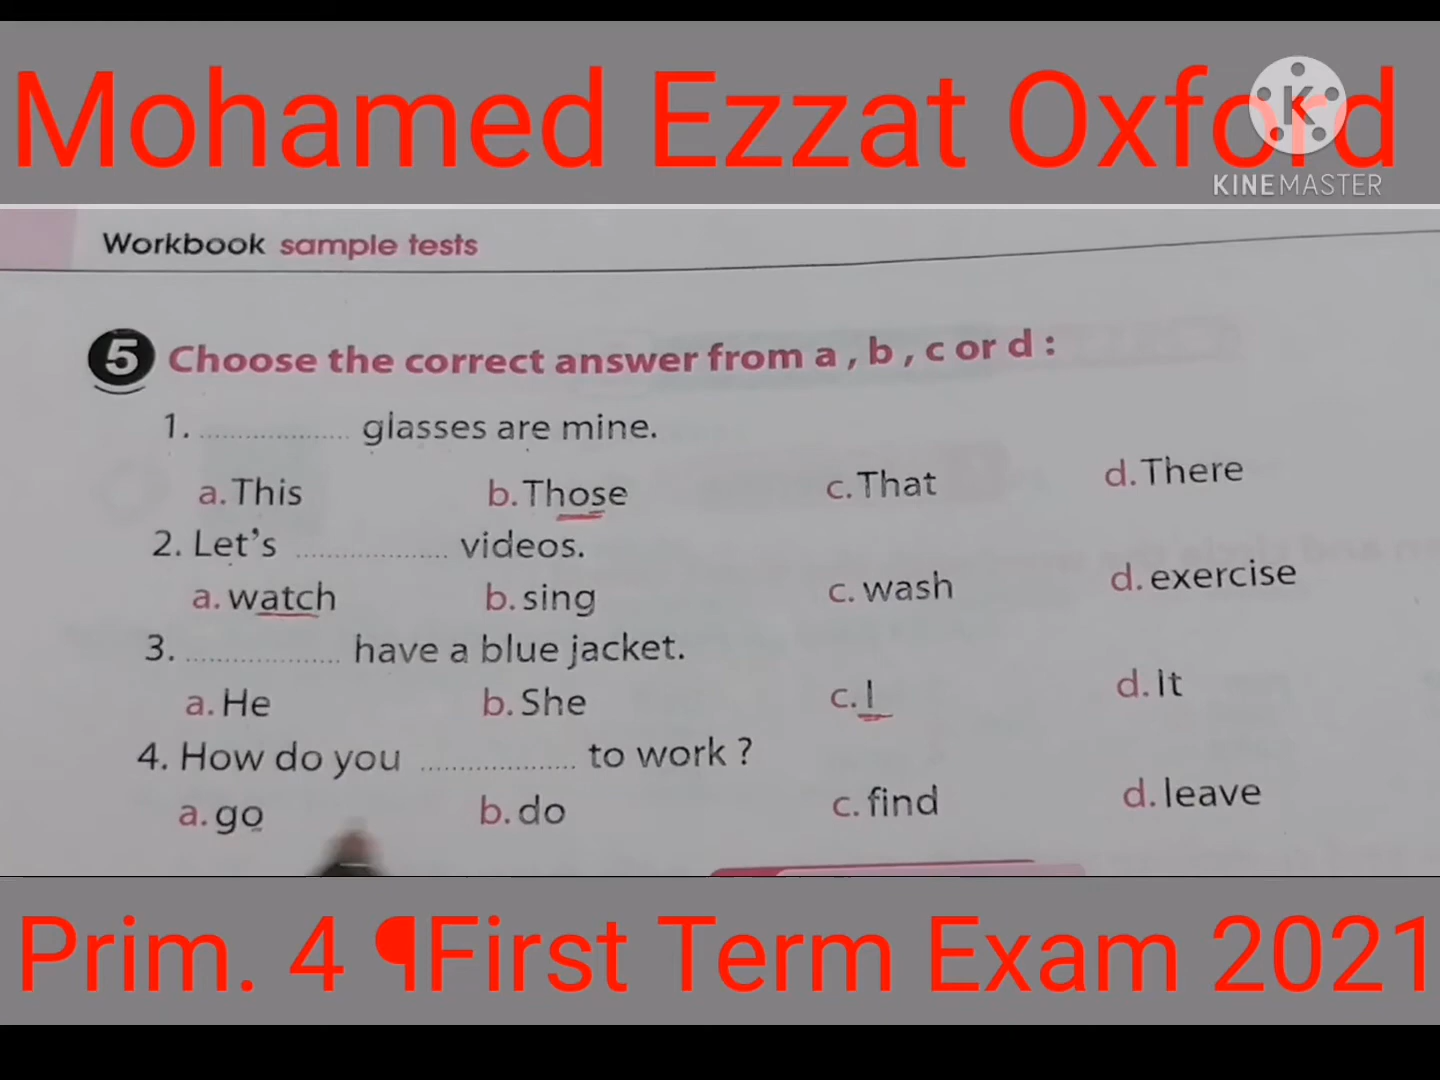 Mohamed Ezzat Oxford
K
KINEMASTER
Workbook sample tests
5 Choose the correct answer from a , b , c or d :
1. .................... glasses are mine.
a. This b. Those c. That d. There
2. Let's .................... videos.
a. watch b. sing c. wash d. exercise
3. .................... have a blue jacket.
a. He b. She c. I d. It
4. How do you .................... to work ?
a. go b. do c. find d. leave
Prim. 4 ¶First Term Exam 2021